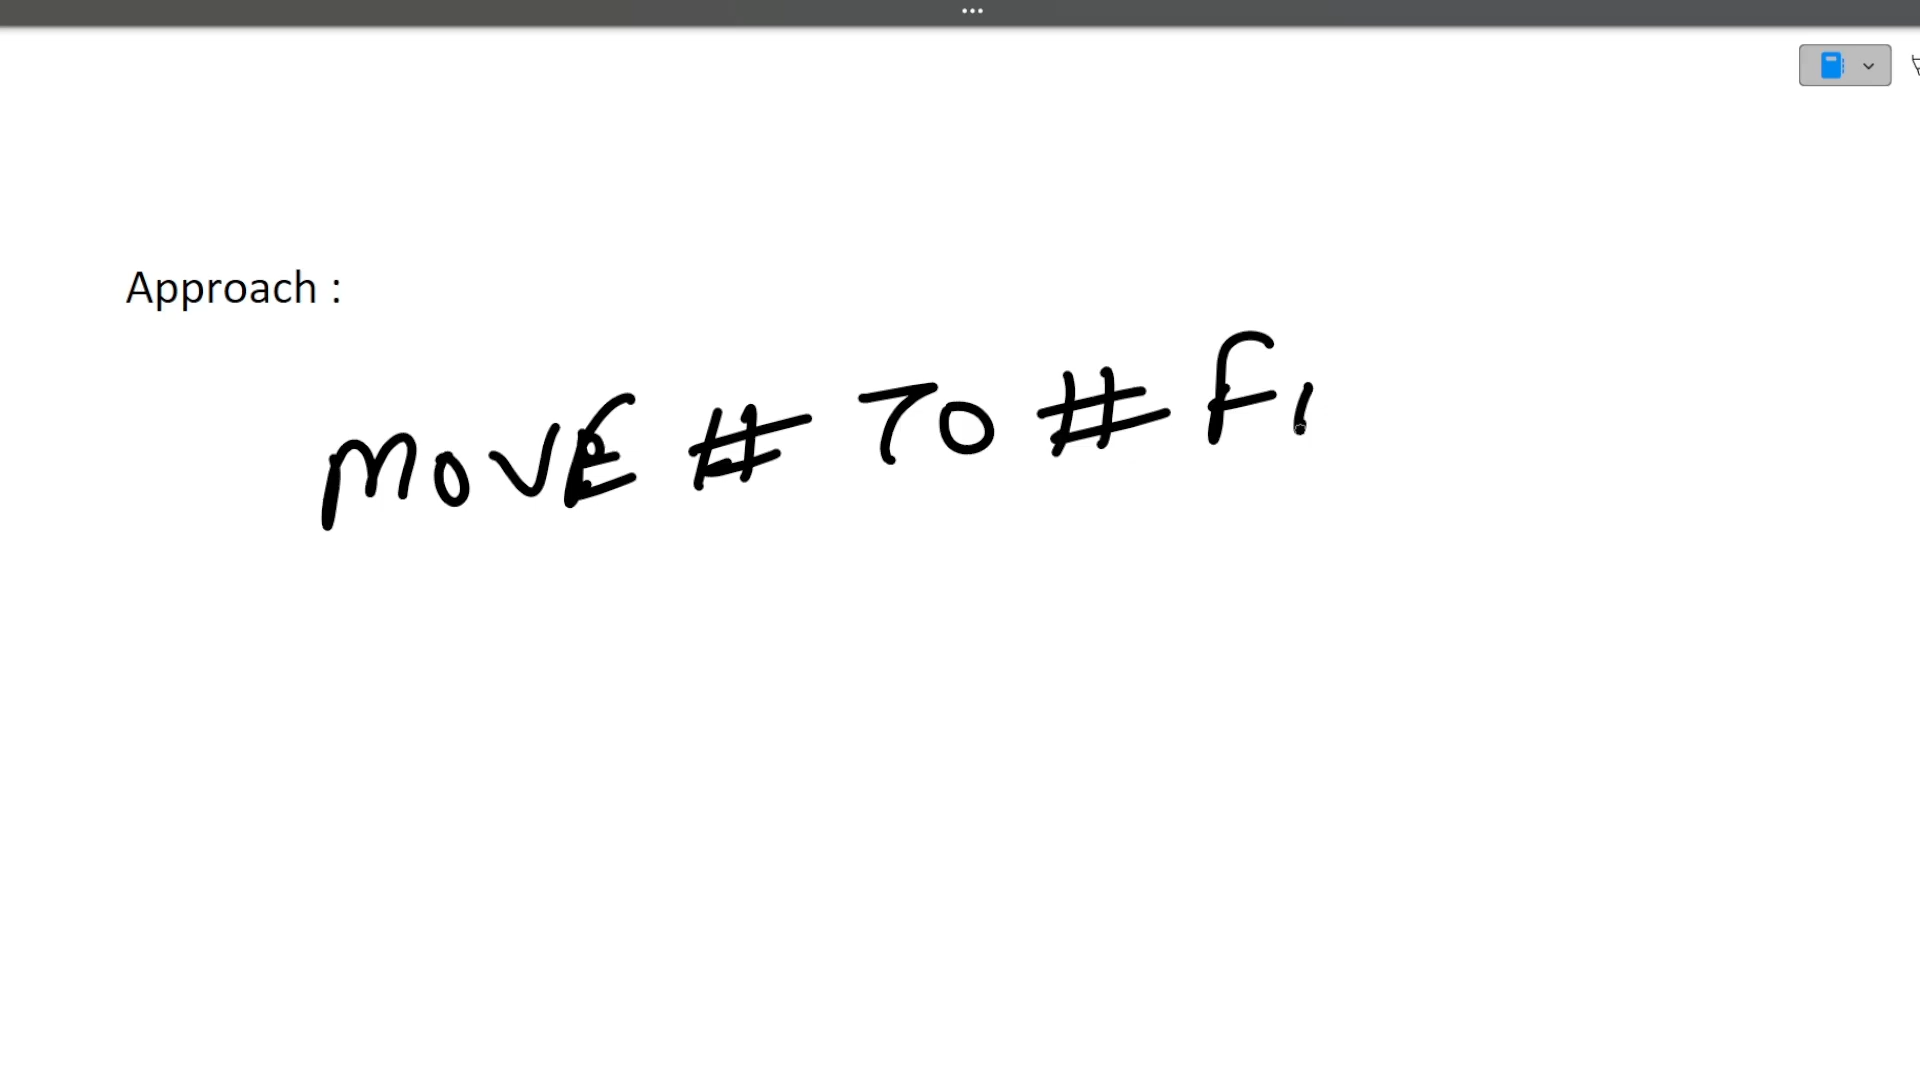 Approach :
MOVE # TO # Fi